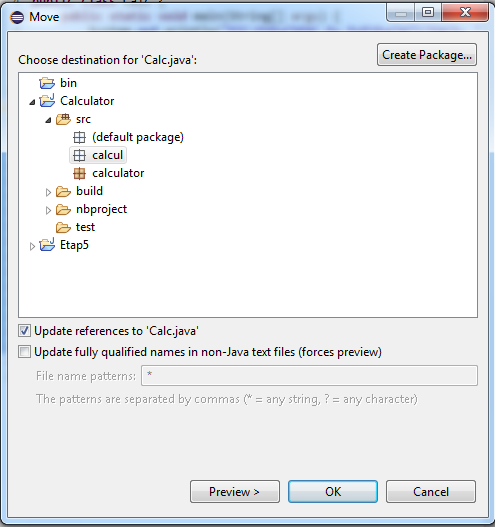 Move
Choose destination for 'Calc.java':
Create Package...
bin
Calculator
src
(default package)
calcul
calculator
build
nbproject
test
Etap5
Update references to 'Calc.java'
Update fully qualified names in non-Java text files (forces preview)
File name patterns: *
The patterns are separated by commas (* = any string, ? = any character)
Preview > OK Cancel